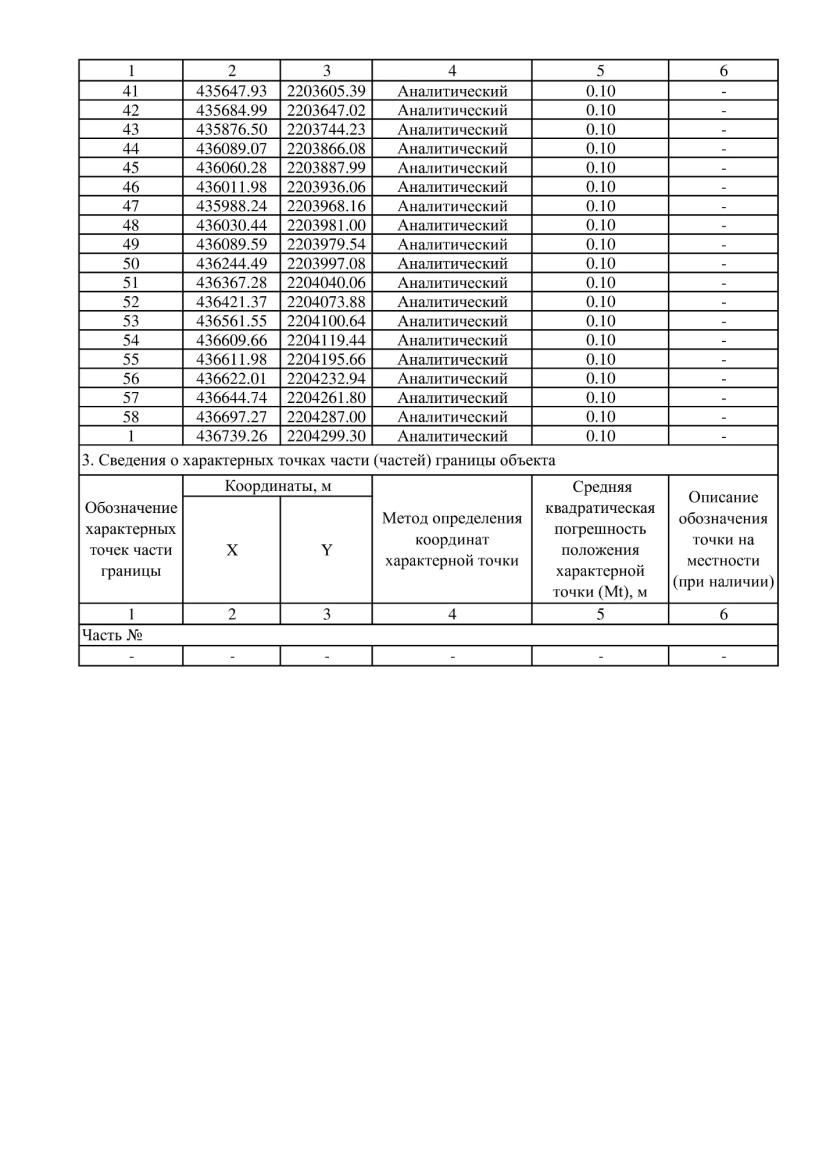 1 2 3 4 5 6
41 435647.93 2203605.39 Аналитический 0.10 -
42 435684.99 2203647.02 Аналитический 0.10 -
43 435876.50 2203744.23 Аналитический 0.10 -
44 436089.07 2203866.08 Аналитический 0.10 -
45 436060.28 2203887.99 Аналитический 0.10 -
46 436011.98 2203936.06 Аналитический 0.10 -
47 435988.24 2203968.16 Аналитический 0.10 -
48 436030.44 2203981.00 Аналитический 0.10 -
49 436089.59 2203979.54 Аналитический 0.10 -
50 436244.49 2203997.08 Аналитический 0.10 -
51 436367.28 2204040.06 Аналитический 0.10 -
52 436421.37 2204073.88 Аналитический 0.10 -
53 436561.55 2204100.64 Аналитический 0.10 -
54 436609.66 2204119.44 Аналитический 0.10 -
55 436611.98 2204195.66 Аналитический 0.10 -
56 436622.01 2204232.94 Аналитический 0.10 -
57 436644.74 2204261.80 Аналитический 0.10 -
58 436697.27 2204287.00 Аналитический 0.10 -
1 436739.26 2204299.30 Аналитический 0.10 -
3. Сведения о характерных точках части (частей) границы объекта
Обозначение
характерных
точек части
границы
Координаты, м
X Y
Метод определения
координат
характерной точки
Средняя
квадратическая
погрешность
положения
характерной
точки (Mt), м
Описание
обозначения
точки на
местности
(при наличии)
1 2 3 4 5 6
Часть №
- - - - - -